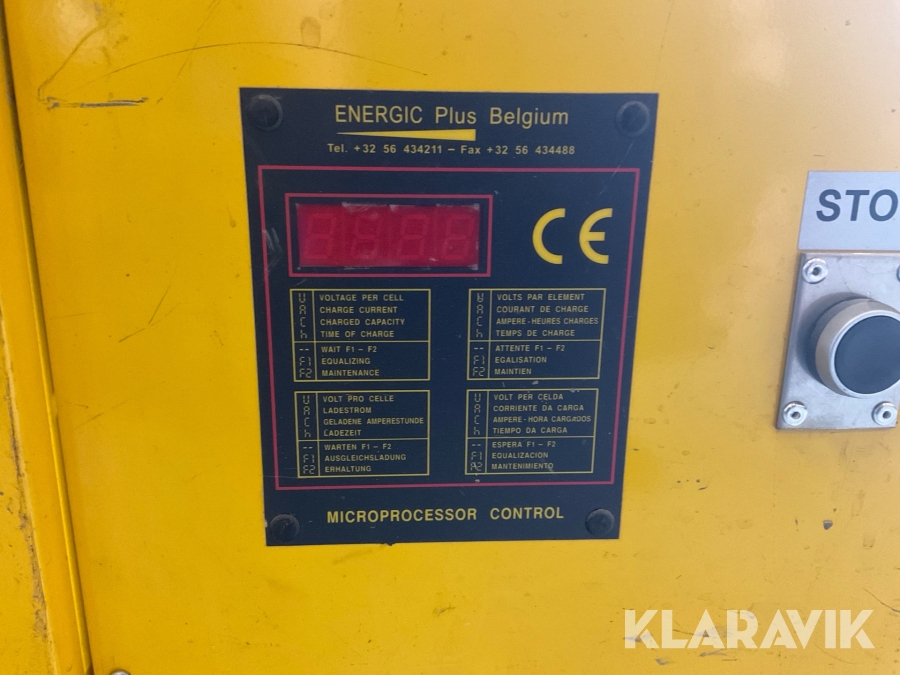 ENERGIC Plus Belgium
Tel. +32 56 434211 – Fax +32 56 434488
CE
STO
U VOLTAGE PER CELL
A CHARGE CURRENT
C CHARGED CAPACITY
h TIME OF CHARGE
-- WAIT F1 – F2
F1 EQUALIZING
F2 MAINTENANCE
U VOLTS PAR ELEMENT
A COURANT DE CHARGE
C AMPERE-HEURES CHARGES
h TEMPS DE CHARGE
-- ATTENTE F1 – F2
F1 EGALISATION
F2 MAINTIEN
U VOLT PRO CELLE
A LADESTROM
C GELADENE AMPERESTUNDE
h LADEZEIT
-- WARTEN F1 – F2
F1 AUSGLEICHSLADUNG
F2 ERHALTUNG
U VOLT PER CELDA
A CORRIENTE DA CARGA
C AMPERE-HORA CARGADOS
h TIEMPO DA CARGA
-- ESPERA F1 – F2
F1 EQUALIZACION
F2 MANTENIMIENTO
MICROPROCESSOR CONTROL
KLARAVIK